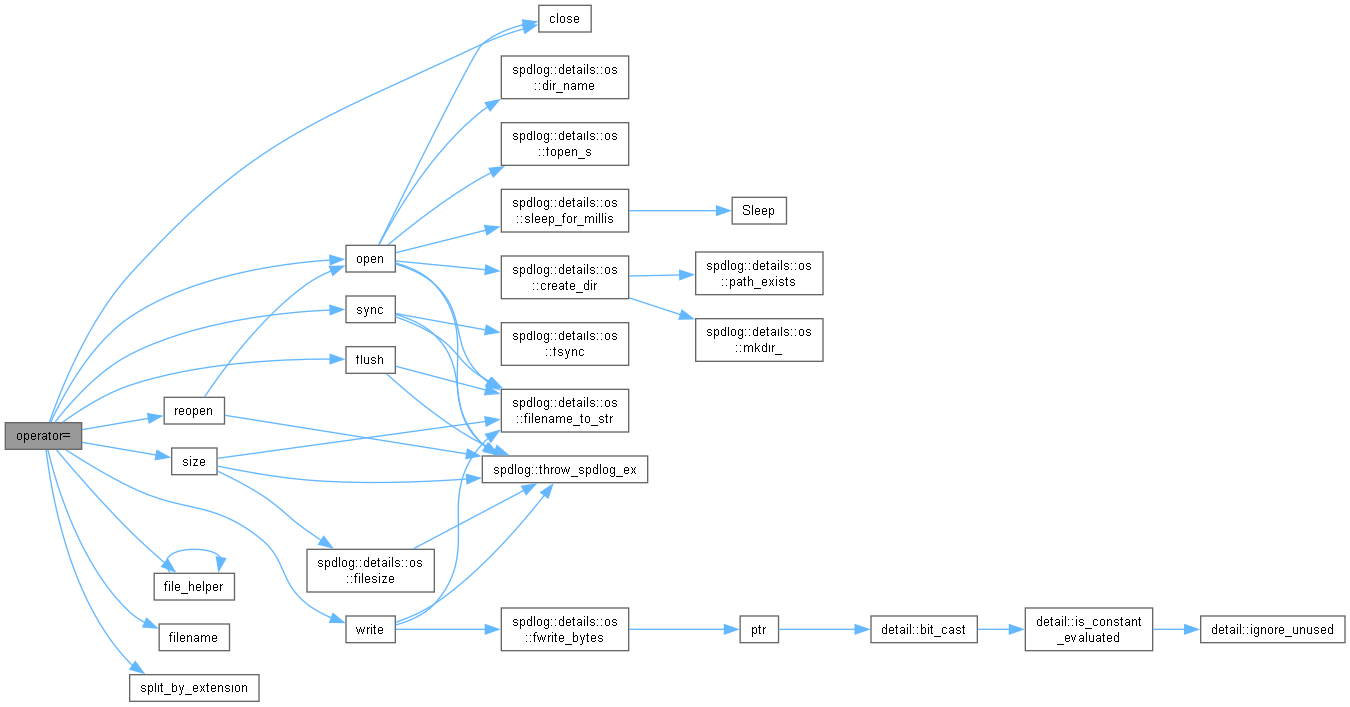 close
spdlog::details::os
::dir_name
spdlog::details::os
::fopen_s
spdlog::details::os
::sleep_for_millis
Sleep
open
spdlog::details::os
::create_dir
spdlog::details::os
::path_exists
sync
spdlog::details::os
::fsync
spdlog::details::os
::mkdir_
flush
reopen
spdlog::details::os
::filename_to_str
operator=
size
spdlog::throw_spdlog_ex
spdlog::details::os
::filesize
file_helper
filename
write
spdlog::details::os
::fwrite_bytes
ptr
detail::bit_cast
detail::is_constant
_evaluated
detail::ignore_unused
split_by_extension